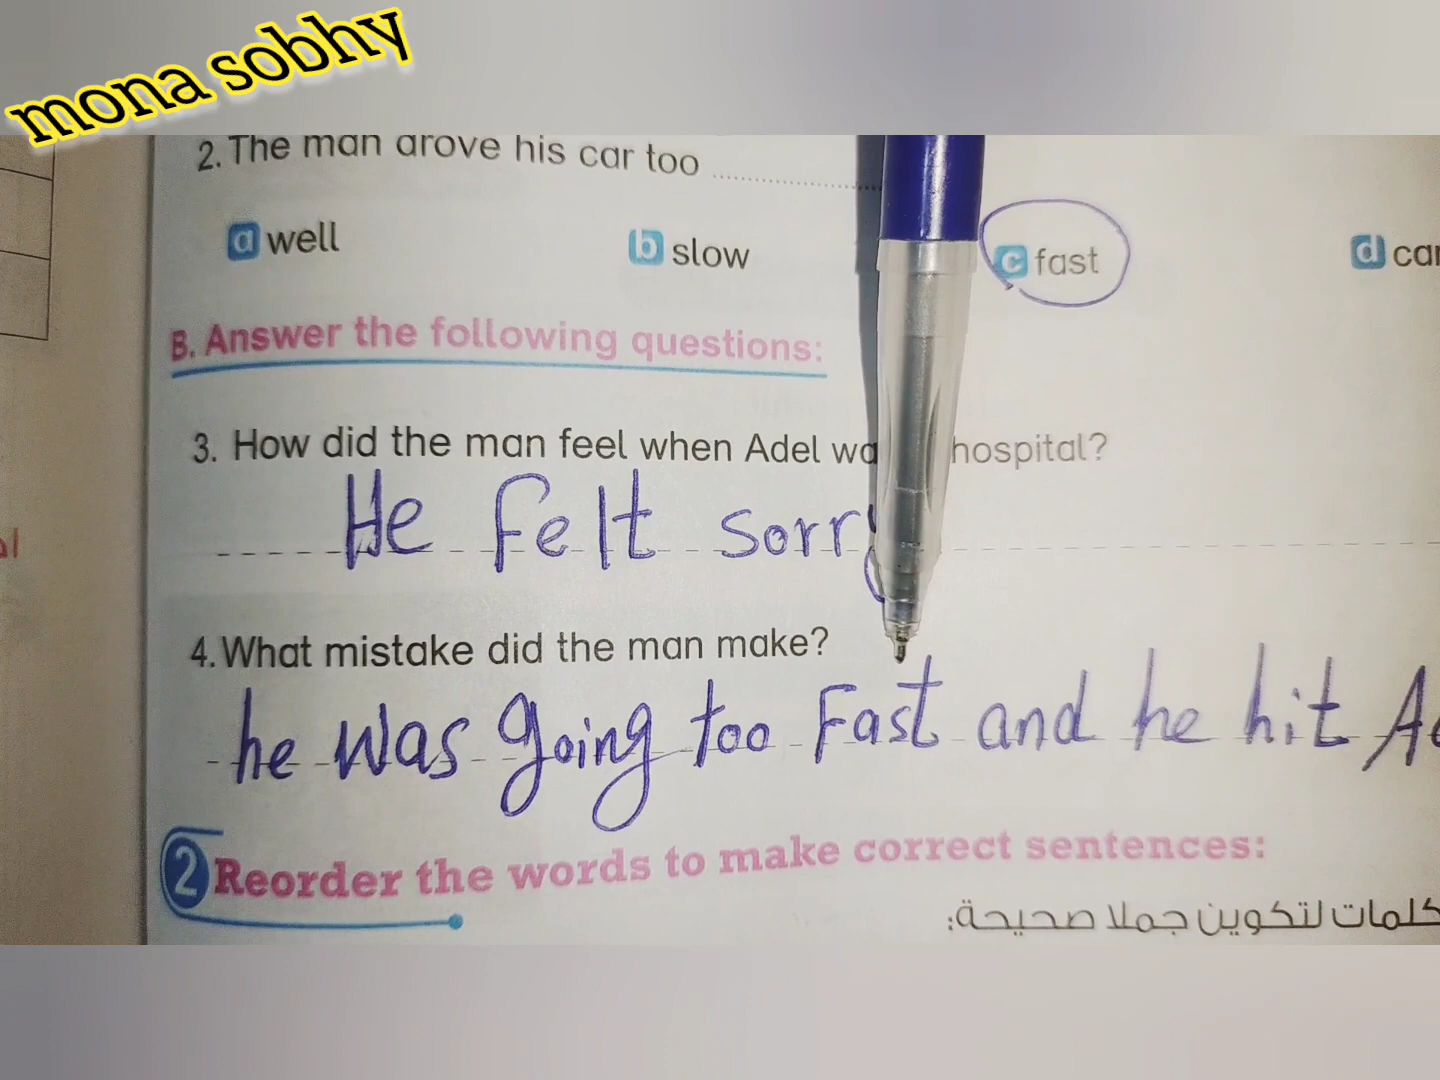 mona sobhy
2. The man drove his car too ................
a well b slow c fast d
B. Answer the following questions:
3. How did the man feel when Adel hospital?
He Felt sorry
4. What mistake did the man make?
he was going too Fast and he hit
2 Reorder the words to make correct sentences:
كلمات لتكوين جملا صحيحة: